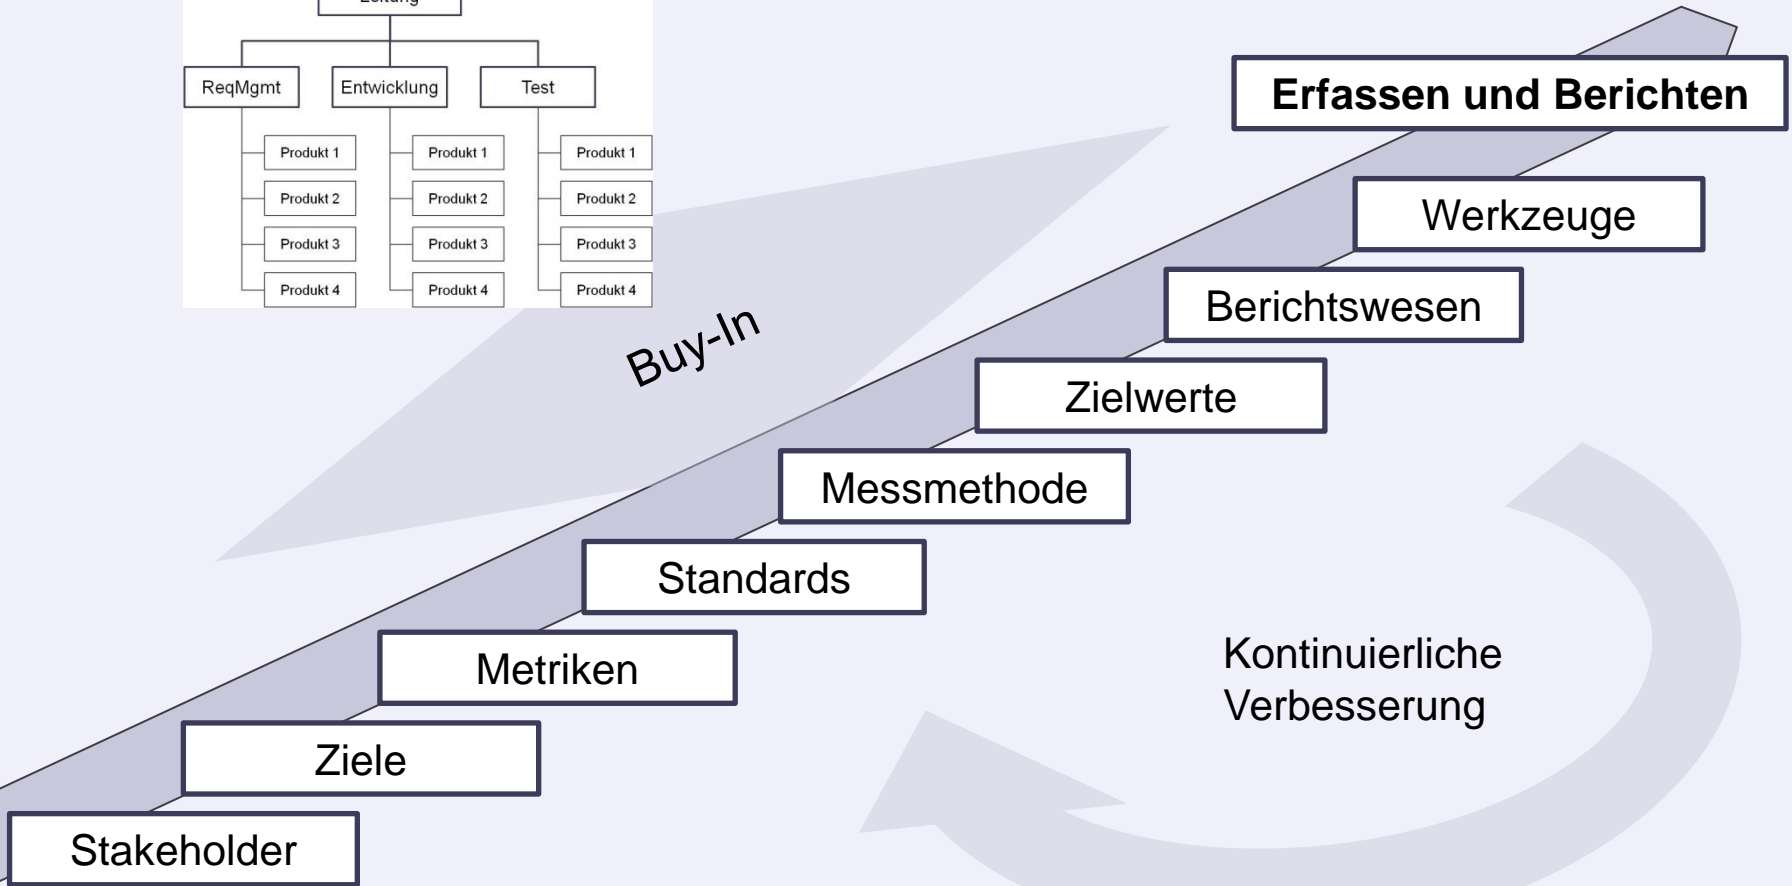 ReqMgmt
Entwicklung
Test
Produkt 1
Produkt 1
Produkt 1
Produkt 2
Produkt 2
Produkt 2
Produkt 3
Produkt 3
Produkt 3
Produkt 4
Produkt 4
Produkt 4
Erfassen und Berichten
Werkzeuge
Berichtswesen
Buy-In
Zielwerte
Messmethode
Standards
Kontinuierliche
Verbesserung
Metriken
Ziele
Stakeholder